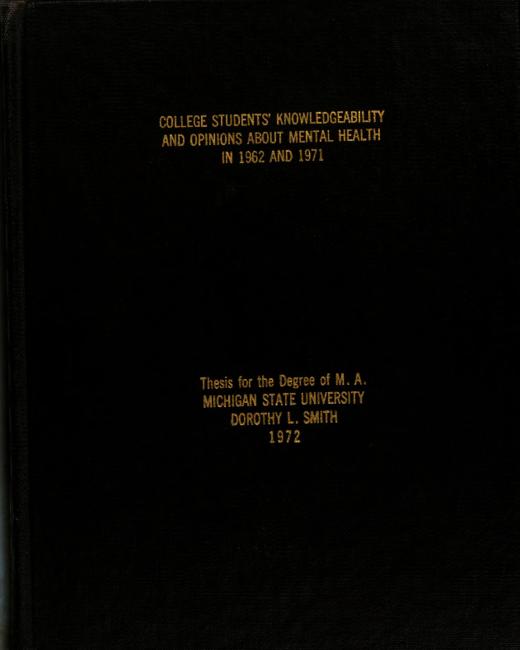 COLLEGE STUDENTS' KNOWLEDGEABILITY
AND OPINIONS ABOUT MENTAL HEALTH
IN 1962 AND 1971
Thesis for the Degree of M. A.
MICHIGAN STATE UNIVERSITY
DOROTHY L. SMITH
1972